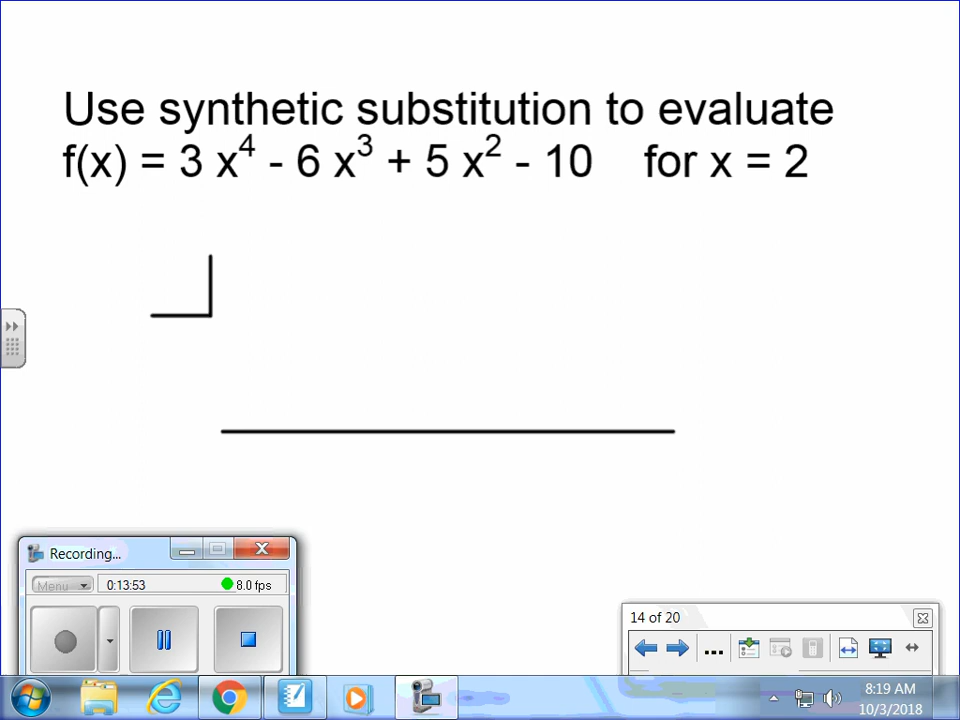 Use synthetic substitution to evaluate
f(x) = 3 x⁴ - 6 x³ + 5 x² - 10 for x = 2
Recording...
Menu 0:13:53 8.0 fps
14 of 20
8:19 AM
10/3/2018